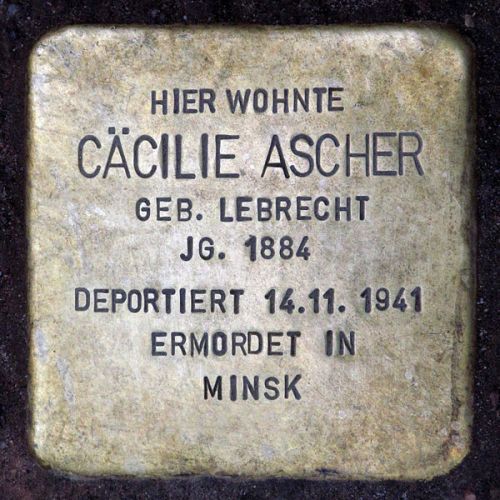 HIER WOHNTE
CÄCILIE ASCHER
GEB. LEBRECHT
JG. 1884
DEPORTIERT 14.11. 1941
ERMORDET IN
MINSK